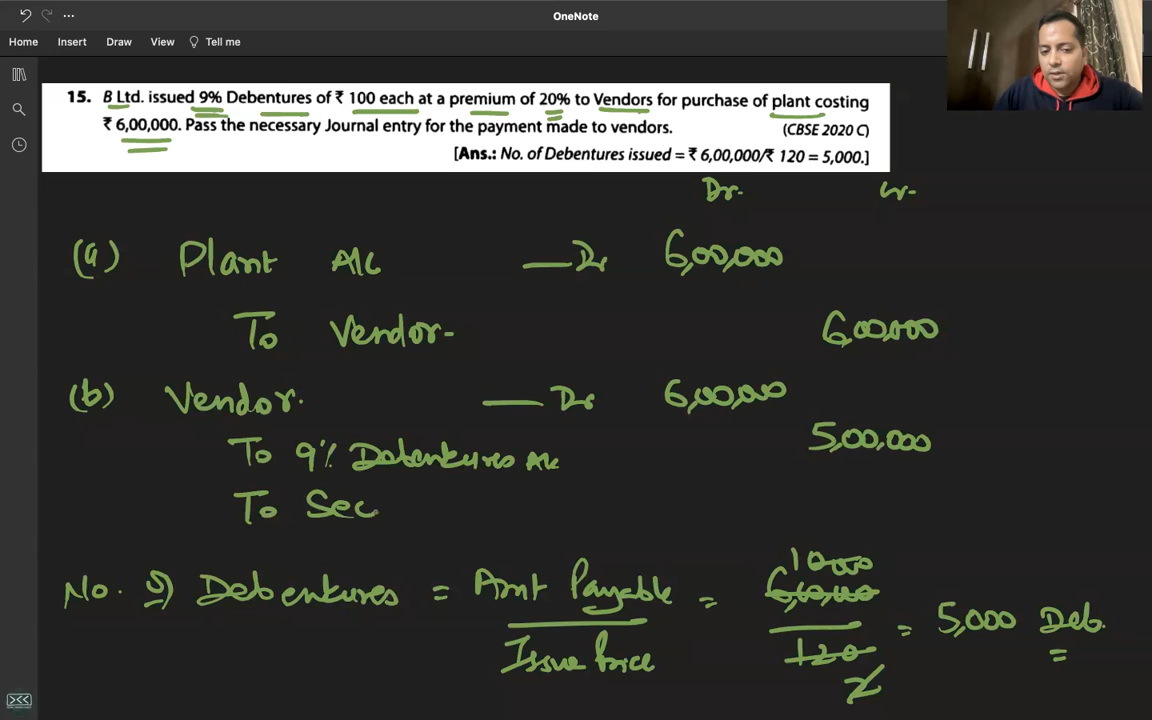 OneNote
Home Insert Draw View Tell me
15. B Ltd. issued 9% Debentures of ₹ 100 each at a premium of 20% to Vendors for purchase of plant costing
₹ 6,00,000. Pass the necessary Journal entry for the payment made to vendors. (CBSE 2020 C)
[Ans.: No. of Debentures issued = ₹ 6,00,000/₹ 120 = 5,000.]
Dr. Cr.
(a) Plant A/c — Dr 6,00,000
To Vendor 6,00,000
(b) Vendor. — Dr 6,00,000
To 9% Debentures A/c 5,00,000
To Sec
No. of Debentures = Amt Payable / Issue Price = 6,00,000 / 120 = 5,000 Deb.
10000
2